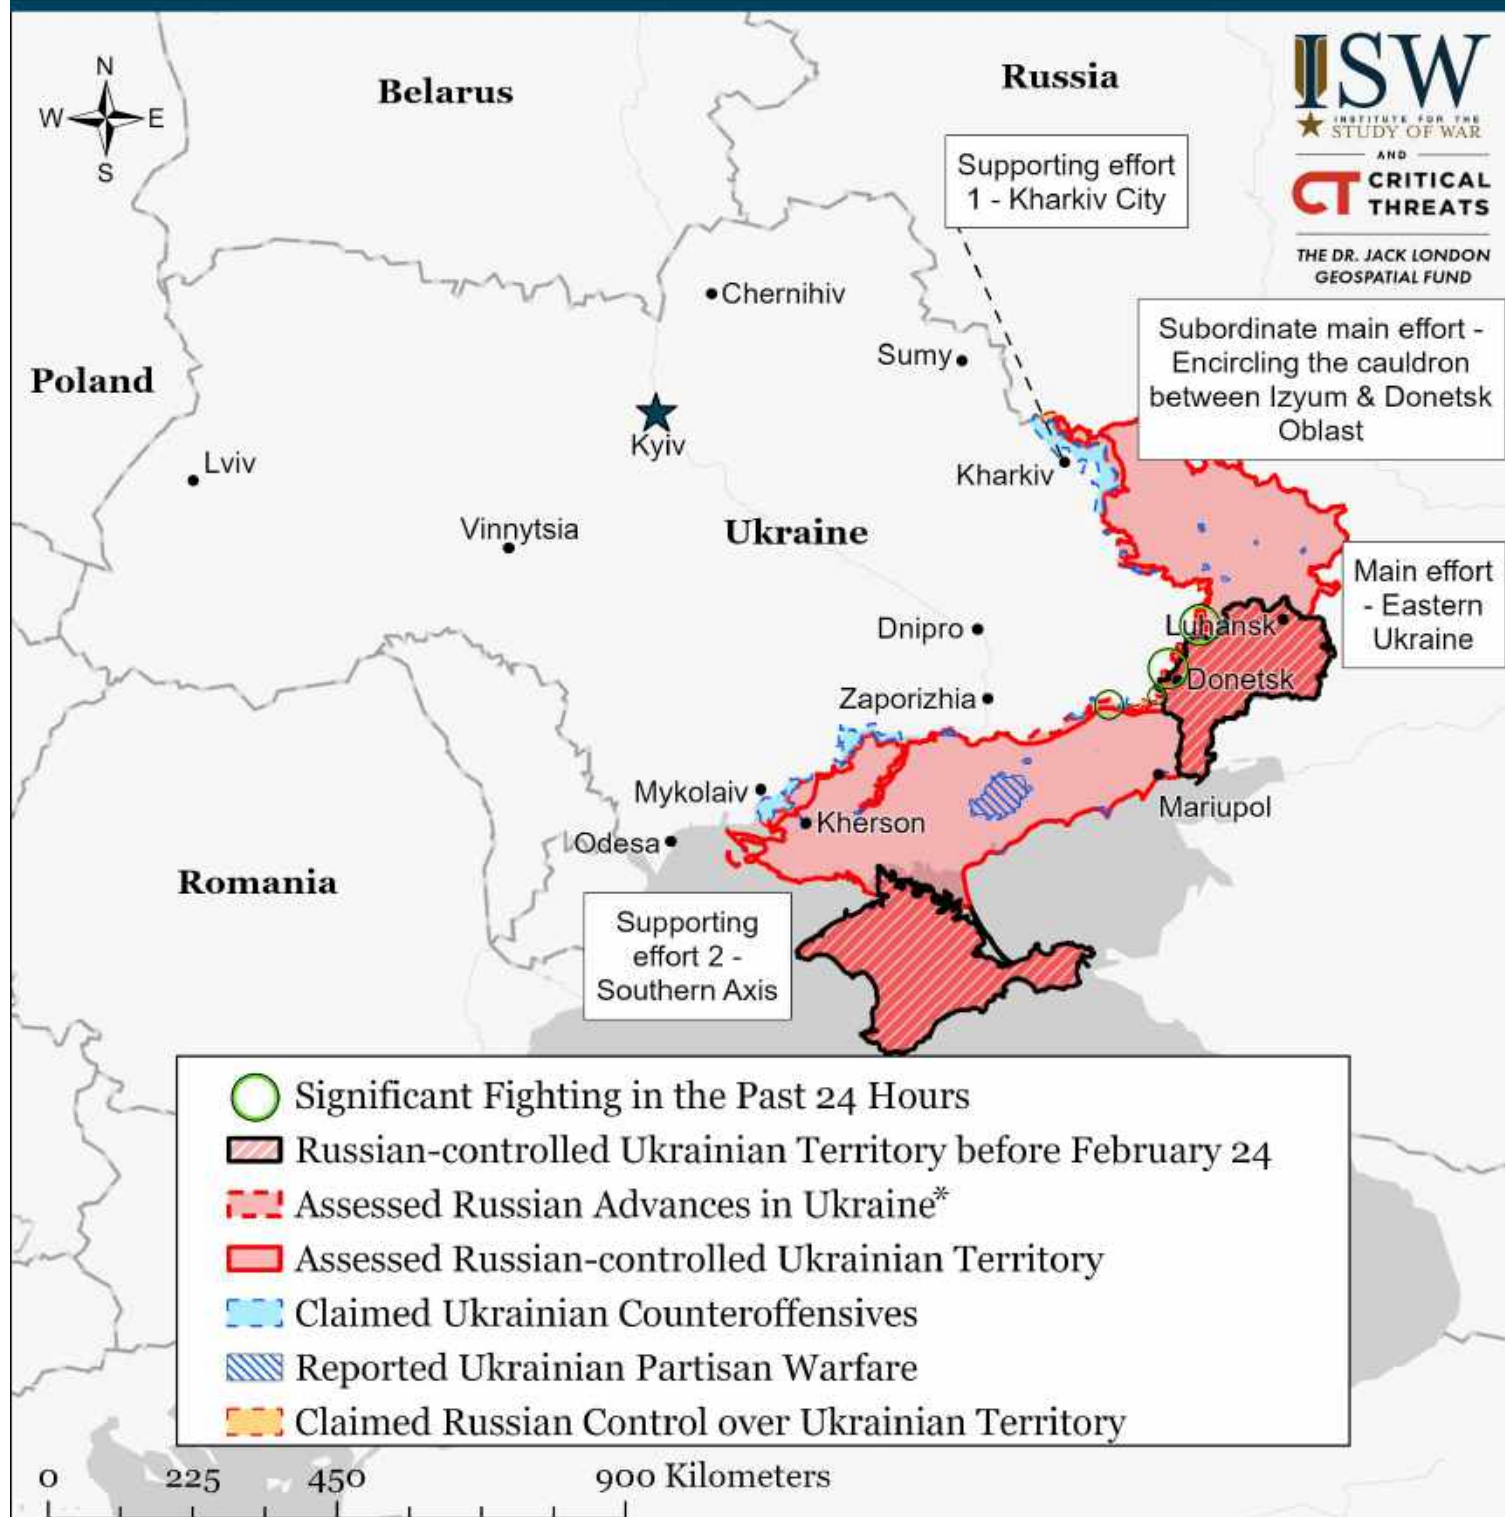 N
W E
S
Belarus
Russia
ISW
INSTITUTE FOR THE
STUDY OF WAR
AND
CT CRITICAL
THREATS
THE DR. JACK LONDON
GEOSPATIAL FUND
Supporting effort
1 - Kharkiv City
Chernihiv
Sumy
Subordinate main effort -
Encircling the cauldron
between Izyum & Donetsk
Oblast
Poland
Kyiv
Lviv
Kharkiv
Vinnytsia
Ukraine
Main effort
- Eastern
Ukraine
Dnipro
Luhansk
Donetsk
Zaporizhia
Mykolaiv
Mariupol
Kherson
Odesa
Romania
Supporting
effort 2 -
Southern Axis
Significant Fighting in the Past 24 Hours
Russian-controlled Ukrainian Territory before February 24
Assessed Russian Advances in Ukraine*
Assessed Russian-controlled Ukrainian Territory
Claimed Ukrainian Counteroffensives
Reported Ukrainian Partisan Warfare
Claimed Russian Control over Ukrainian Territory
0 225 450 900 Kilometers